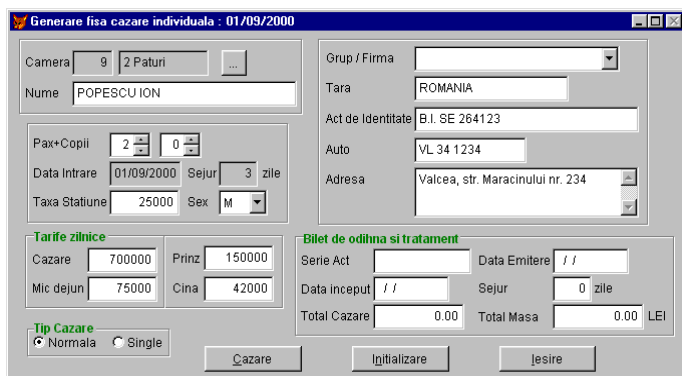 Generare fisa cazare individuala : 01/09/2000
Camera 9 2 Paturi ...
Nume POPESCU ION
Grup / Firma
Tara ROMANIA
Act de Identitate B.I. SE 264123
Auto VL 34 1234
Adresa Valcea, str. Maracinului nr. 234
Pax+Copii 2 0
Data Intrare 01/09/2000 Sejur 3 zile
Taxa Statiune 25000 Sex M
Tarife zilnice
Cazare 700000 Prinz 150000
Mic dejun 75000 Cina 42000
Bilet de odihna si tratament
Serie Act Data Emitere / /
Data inceput / / Sejur 0 zile
Total Cazare 0.00 Total Masa 0.00 LEI
Tip Cazare
Normala Single
Cazare Initializare Iesire